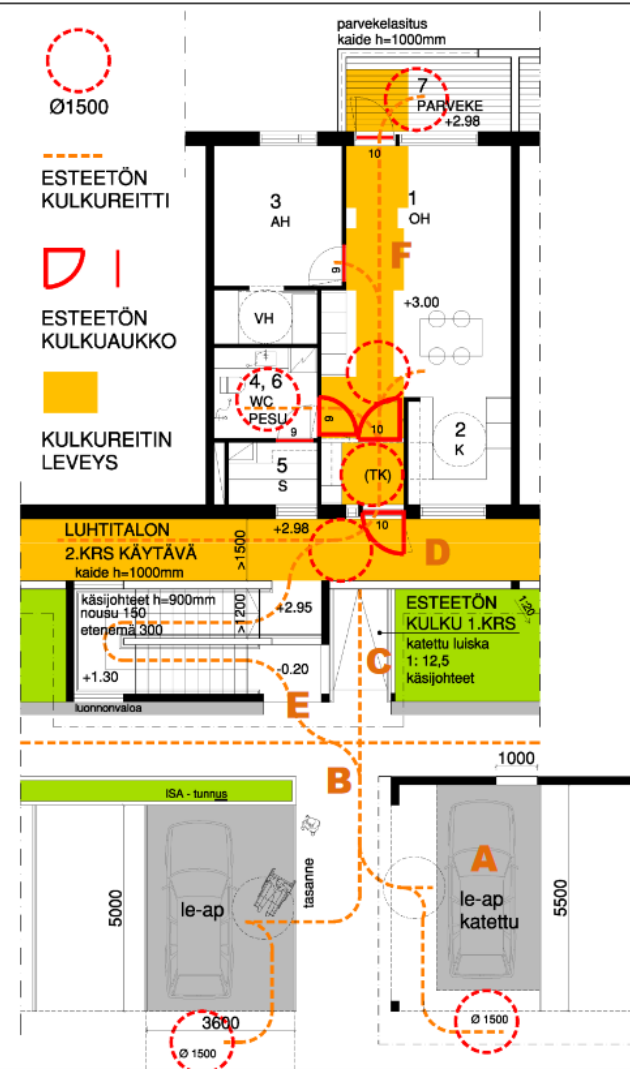 Ø1500
ESTEETÖN
KULKUREITTI
ESTEETÖN
KULKUAUKKO
KULKUREITIN
LEVEYS
parvekelasitus
kaide h=1000mm
7
PARVEKE
+2.98
10
3
AH
1
OH
9
F
+3.00
VH
4, 6
WC
PESU
9
9
10
2
K
5
S
(TK)
LUHTITALON
2.KRS KÄYTÄVÄ
kaide h=1000mm
+2.98
>1500
10
D
käsijohteet h=900mm
nousu 150
etenemä 300
>1200
+2.95
+1.30
-0.20
luonnonvaloa
E
C
ESTEETÖN
KULKU 1.KRS
katettu luiska
1: 12,5
käsijohteet
1:20
B
1000
ISA - tunnus
5000
le-ap
tasanne
A
le-ap
katettu
5500
3600
Ø 1500
Ø 1500